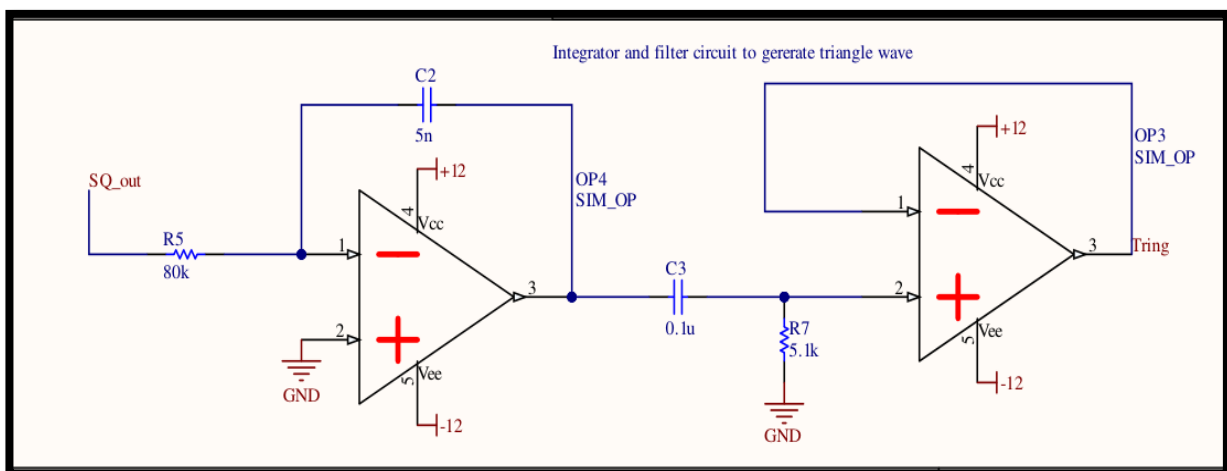 Integrator and filter circuit to gererate triangle wave
C2
5n
SQ_out
R5
80k
1
2
4
Vcc
+12
OP4
SIM_OP
3
5
Vee
-12
GND
C3
0.1u
R7
5.1k
GND
1
2
4
Vcc
+12
OP3
SIM_OP
3
Tring
5
Vee
-12